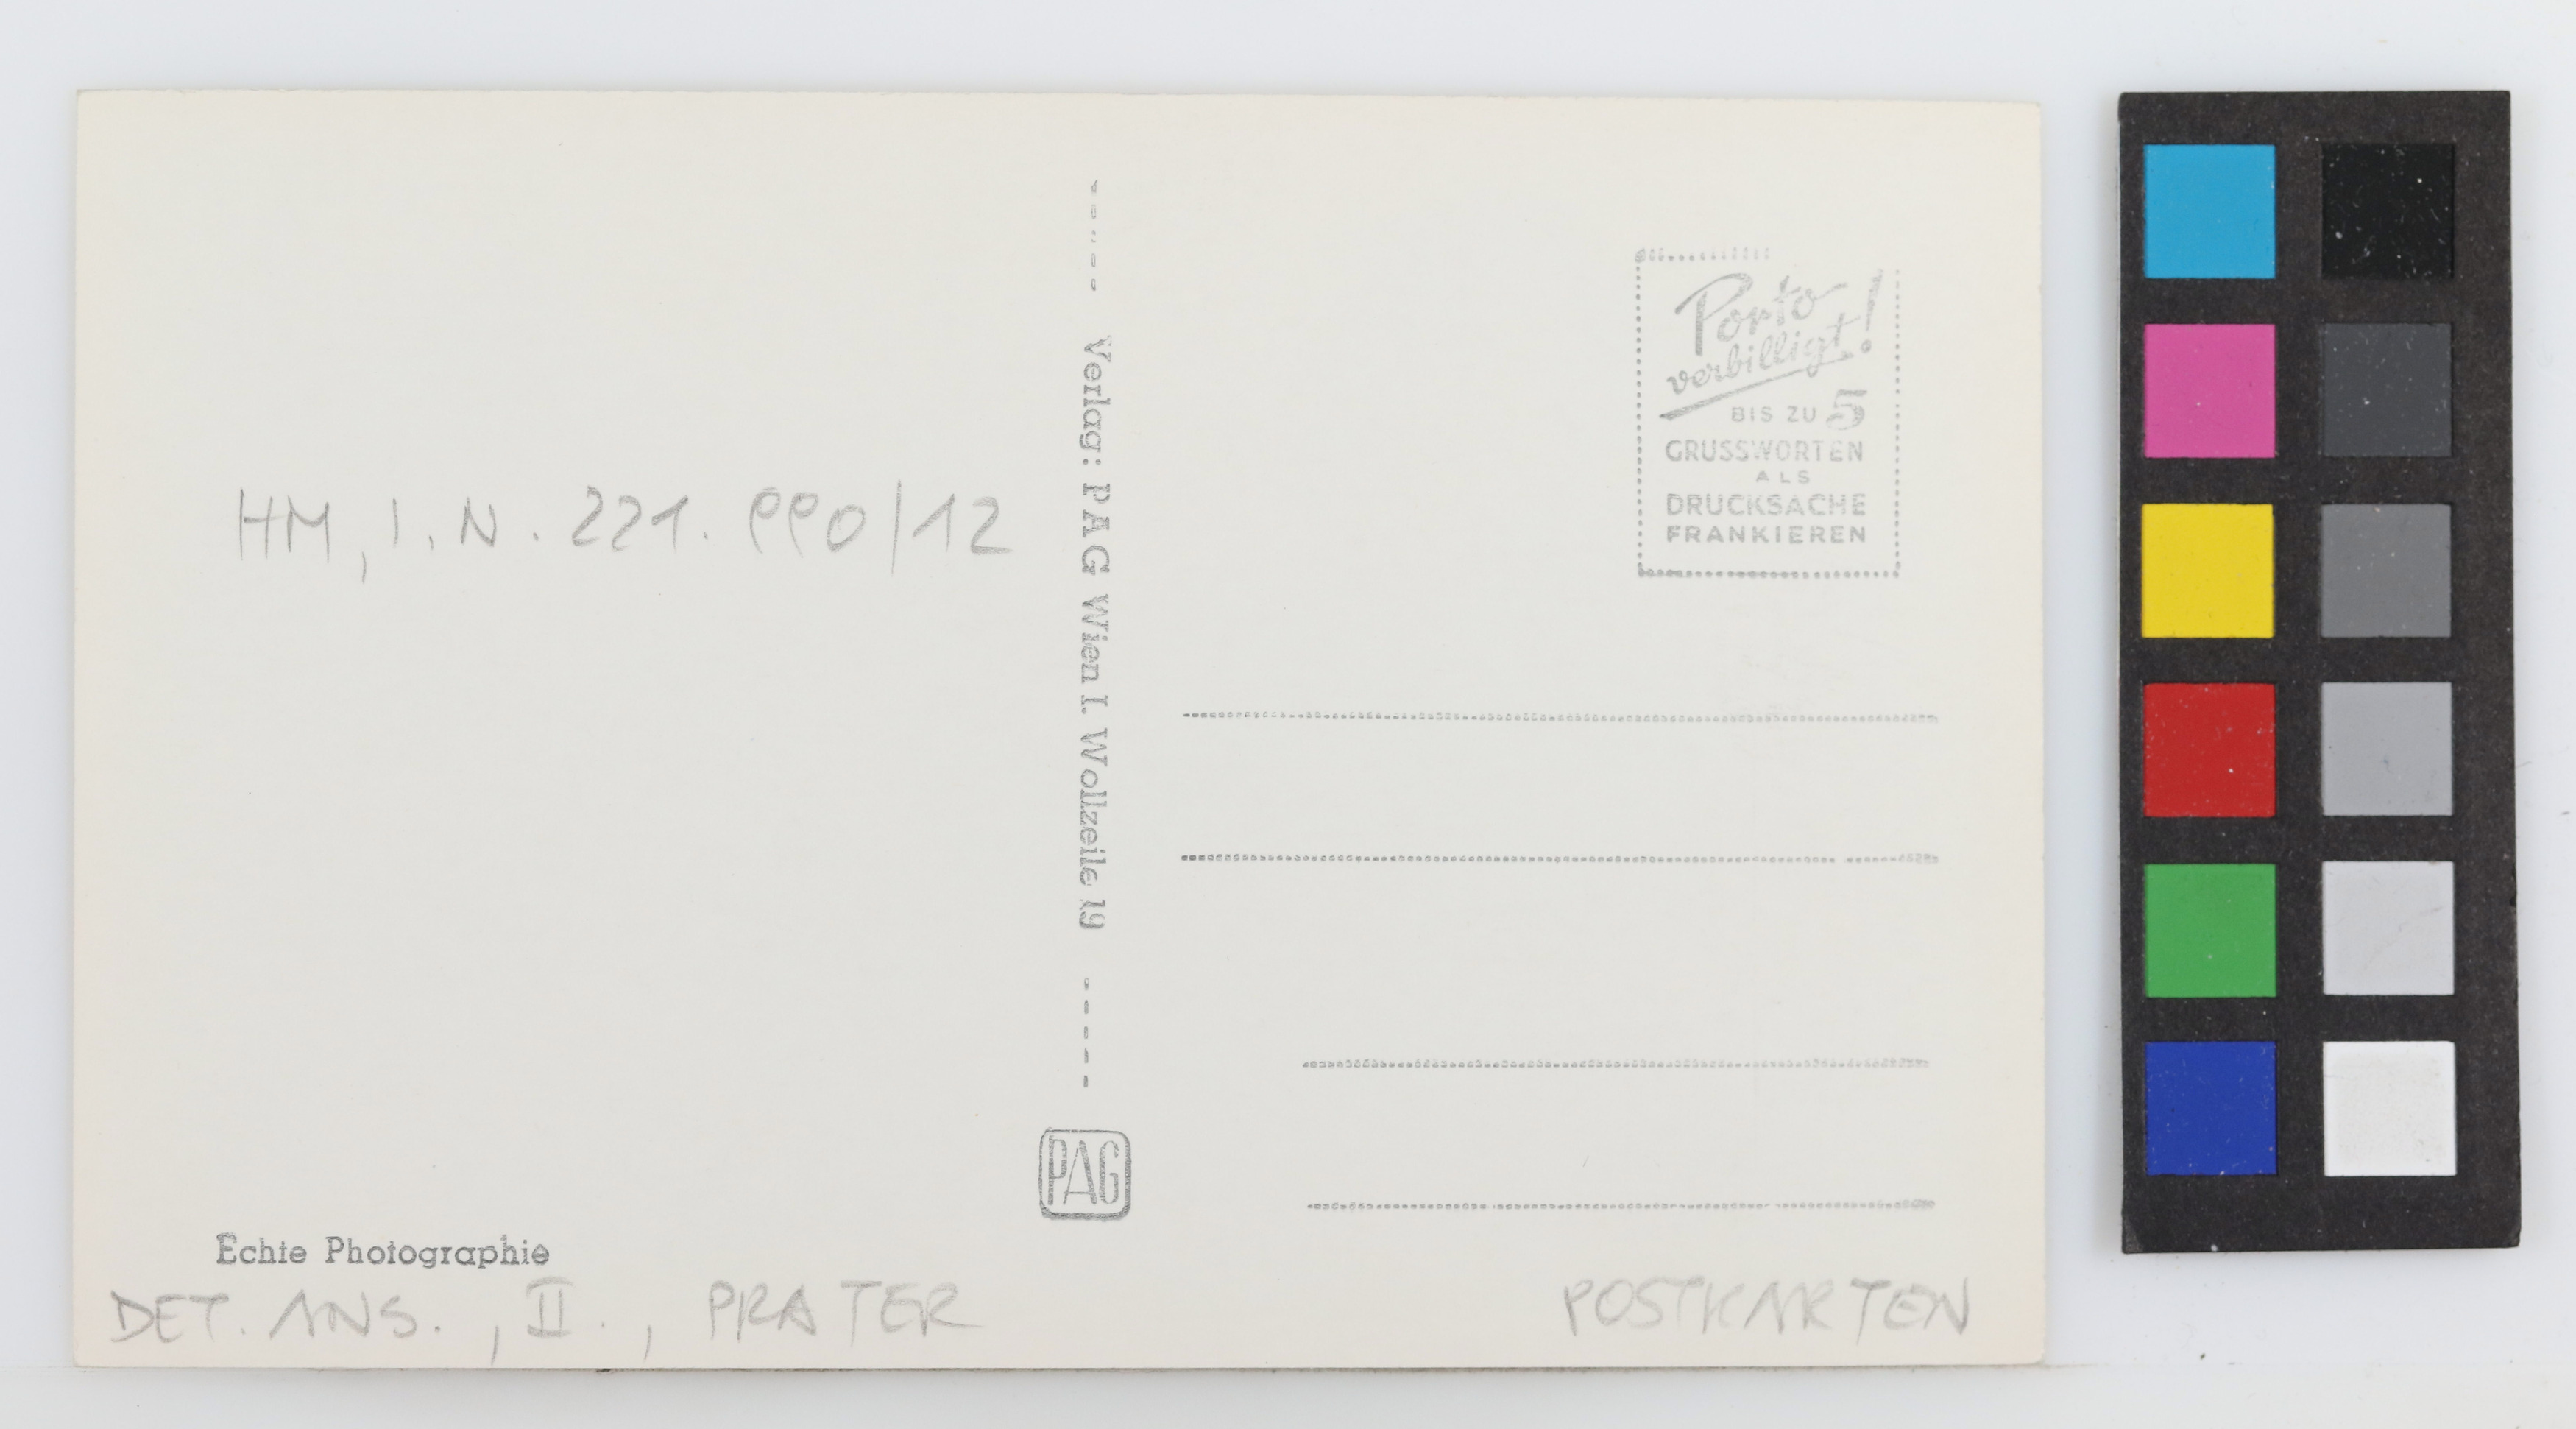 HM, I.N. 221.990/12
Echte Photographie
DET. ANS., II., PRATER
Verlag: PAG Wien I. Wollzeile 19
PAG
Porto
verbilligt!
BIS ZU 5
GRUSSWORTEN
ALS
DRUCKSACHE
FRANKIEREN
POSTKARTEN